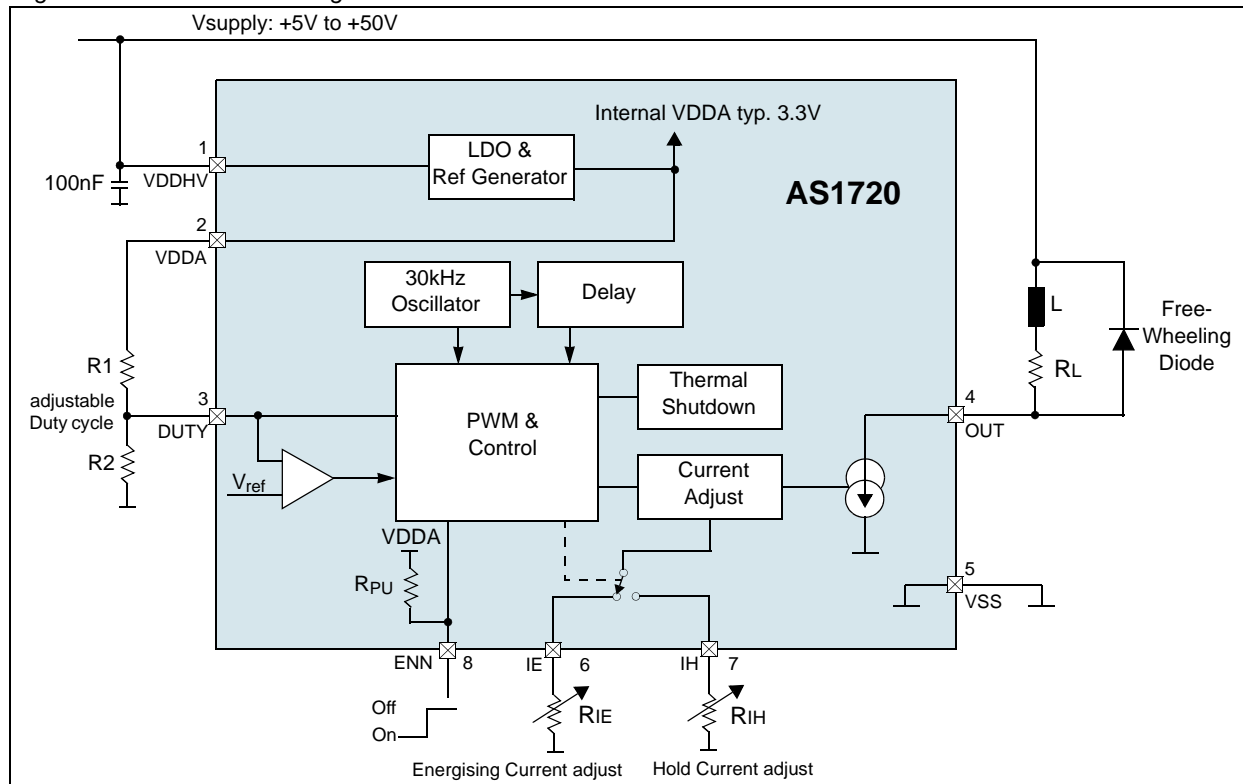 Vsupply: +5V to +50V
Internal VDDA typ. 3.3V
1
VDDHV
100nF
LDO &
Ref Generator
AS1720
2
VDDA
30kHz
Oscillator
Delay
L
RL
Free-
Wheeling
Diode
R1
adjustable
Duty cycle
R2
3
DUTY
PWM &
Control
Thermal
Shutdown
4
OUT
Vref
Current
Adjust
VDDA
RPU
5
VSS
ENN
8
IE
6
IH
7
Off
On
RIE
RIH
Energising Current adjust
Hold Current adjust